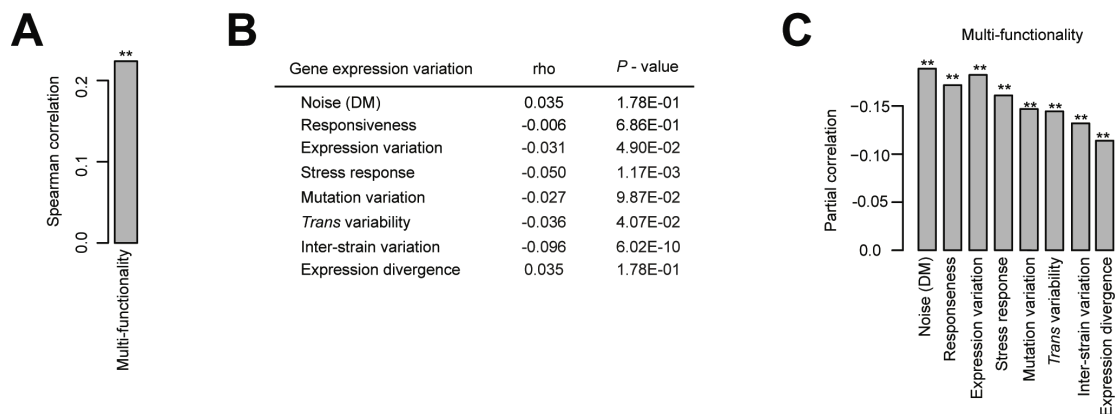 A
**
Spearman correlation
0.2
0.1
0.0
Multi-functionality
B
Gene expression variation rho P - value
Noise (DM) 0.035 1.78E-01
Responsiveness -0.006 6.86E-01
Expression variation -0.031 4.90E-02
Stress response -0.050 1.17E-03
Mutation variation -0.027 9.87E-02
Trans variability -0.036 4.07E-02
Inter-strain variation -0.096 6.02E-10
Expression divergence 0.035 1.78E-01
C
Multi-functionality
** ** ** ** ** ** ** **
Partial correlation
−0.15
−0.10
-0.05
0.0
Noise (DM)
Responseness
Expression variation
Stress response
Mutation variation
Trans variability
Inter-strain variation
Expression divergence